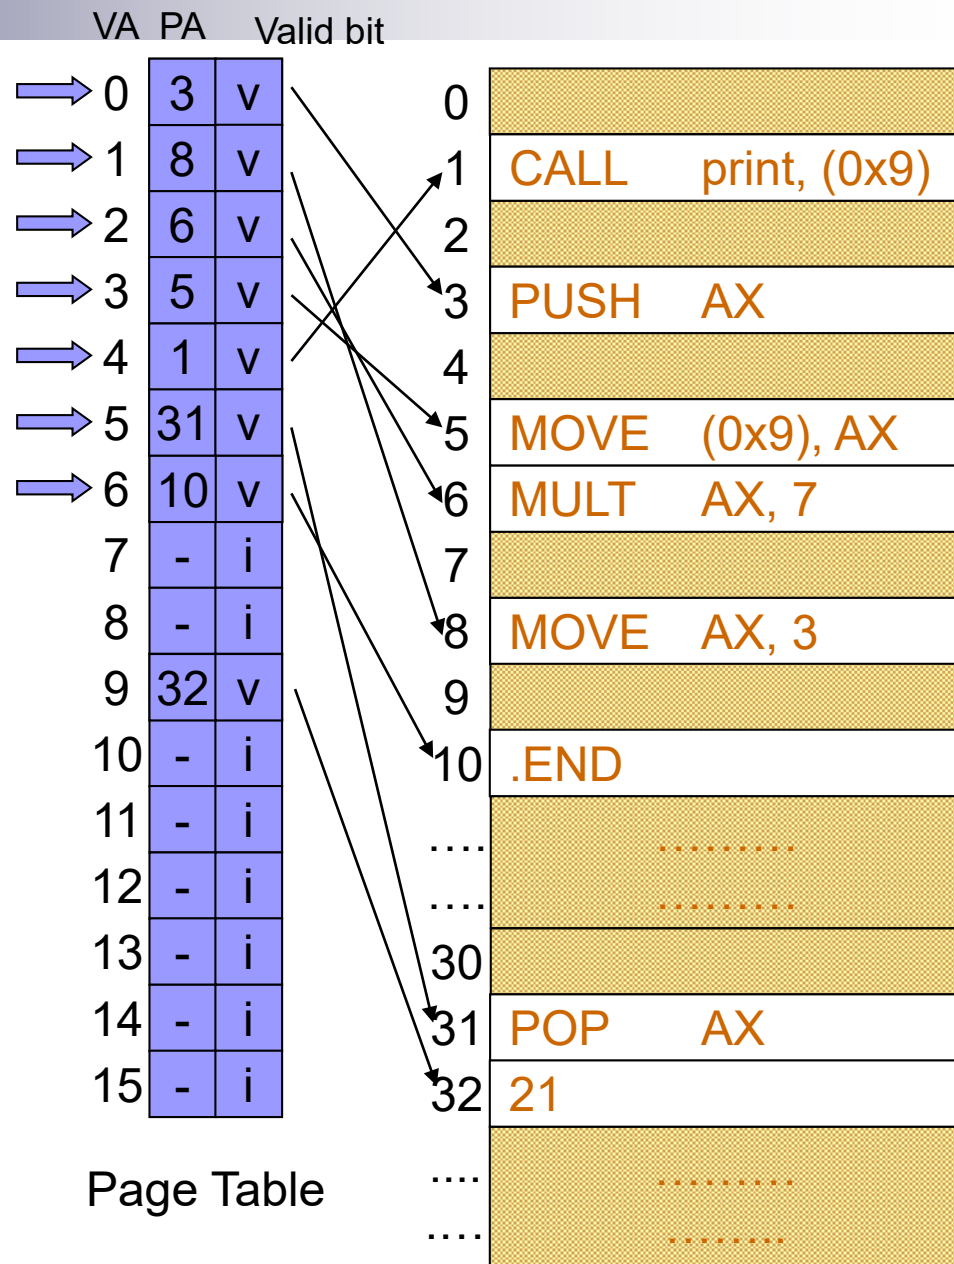 VA PA Valid bit
0 3 v
1 8 v
2 6 v
3 5 v
4 1 v
5 31 v
6 10 v
7 - i
8 - i
9 32 v
10 - i
11 - i
12 - i
13 - i
14 - i
15 - i
Page Table
0
1 CALL print, (0x9)
2
3 PUSH AX
4
5 MOVE (0x9), AX
6 MULT AX, 7
7
8 MOVE AX, 3
9
10 .END
.... .........
.... .........
30
31 POP AX
32 21
.... .........
.... ........